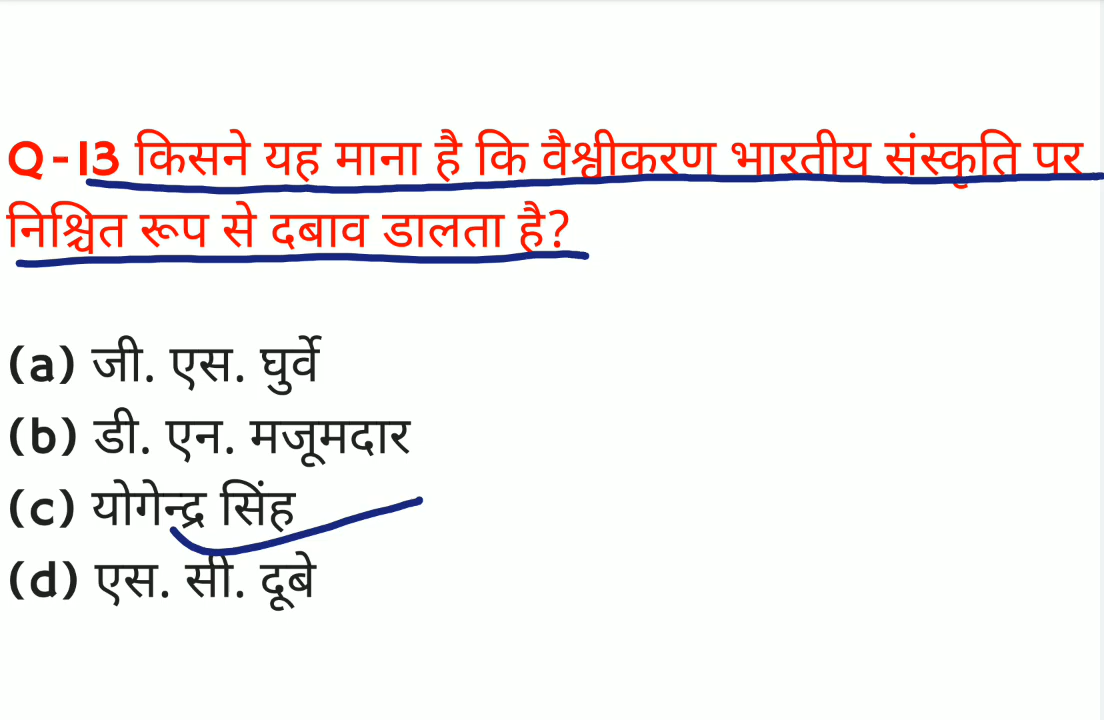 Q-13 किसने यह माना है कि वैश्वीकरण भारतीय संस्कृति पर
निश्चित रूप से दबाव डालता है?
(a) जी. एस. घुर्वे
(b) डी. एन. मजूमदार
(c) योगेन्द्र सिंह
(d) एस. सी. दूबे